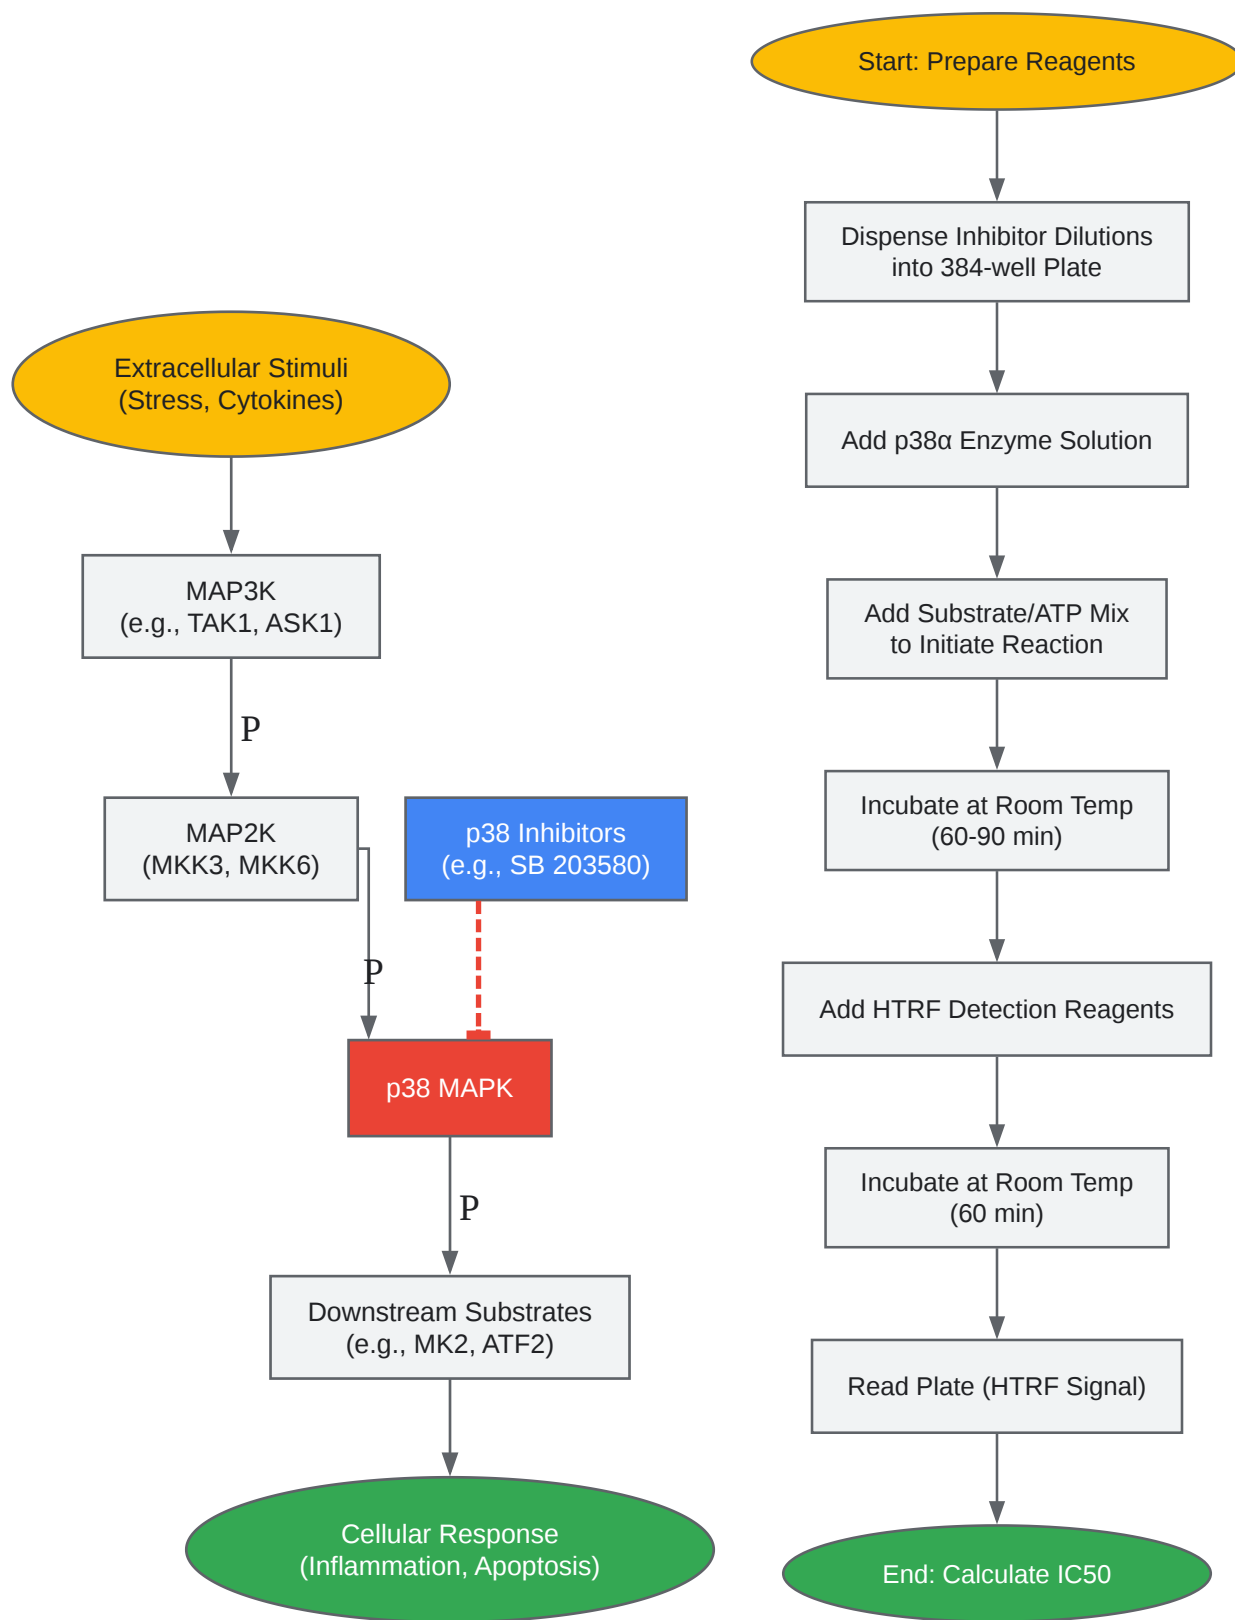 Extracellular Stimuli
(Stress, Cytokines)
MAP3K
(e.g., TAK1, ASK1)
P
MAP2K
(MKK3, MKK6)
p38 Inhibitors
(e.g., SB 203580)
P
p38 MAPK
P
Downstream Substrates
(e.g., MK2, ATF2)
Cellular Response
(Inflammation, Apoptosis)
Start: Prepare Reagents
Dispense Inhibitor Dilutions
into 384-well Plate
Add p38α Enzyme Solution
Add Substrate/ATP Mix
to Initiate Reaction
Incubate at Room Temp
(60-90 min)
Add HTRF Detection Reagents
Incubate at Room Temp
(60 min)
Read Plate (HTRF Signal)
End: Calculate IC50